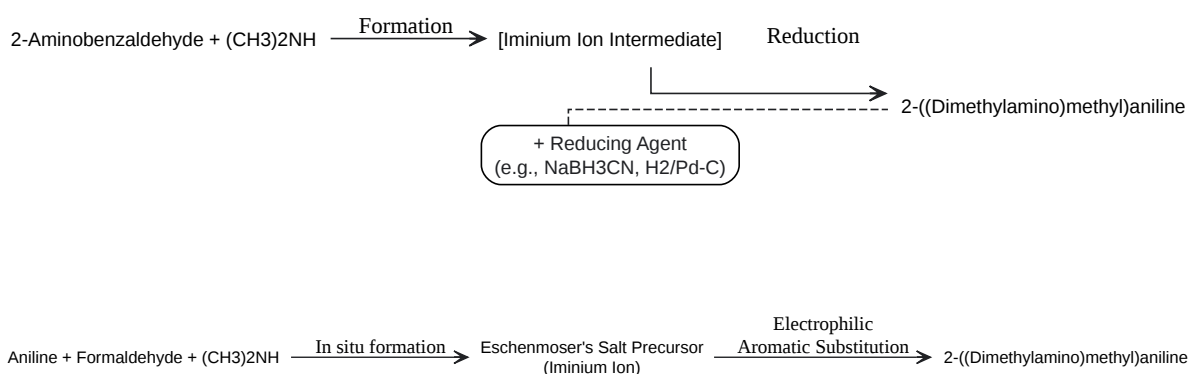 2-Aminobenzaldehyde + (CH3)2NH
Formation
[Iminium Ion Intermediate]
Reduction
2-((Dimethylamino)methyl)aniline
+ Reducing Agent
(e.g., NaBH3CN, H2/Pd-C)
Aniline + Formaldehyde + (CH3)2NH
In situ formation
Eschenmoser's Salt Precursor
(Iminium Ion)
Electrophilic
Aromatic Substitution
2-((Dimethylamino)methyl)aniline